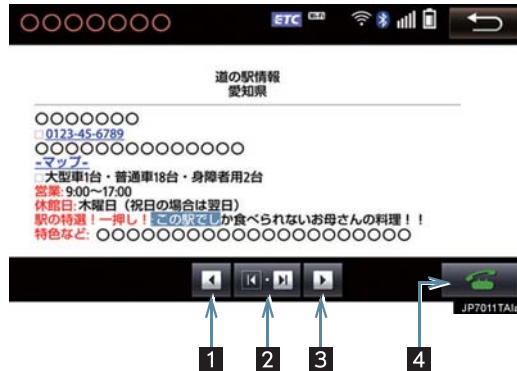 ○○○○○○○
ETC Wi-Fi
道の駅情報
愛知県
○○○○○○○
□0123-45-6789
○○○○○○○○○○○○○○
-マップ-
□大型車1台・普通車18台・身障者用2台
営業:9:00～17:00
休館日:木曜日（祝日の場合は翌日）
駅の特選！一押し！この駅でしか食べられないお母さんの料理！！
特色など:○○○○○○○○○○○○○○○○○○○○
JP7011TAIa
1 2 3 4